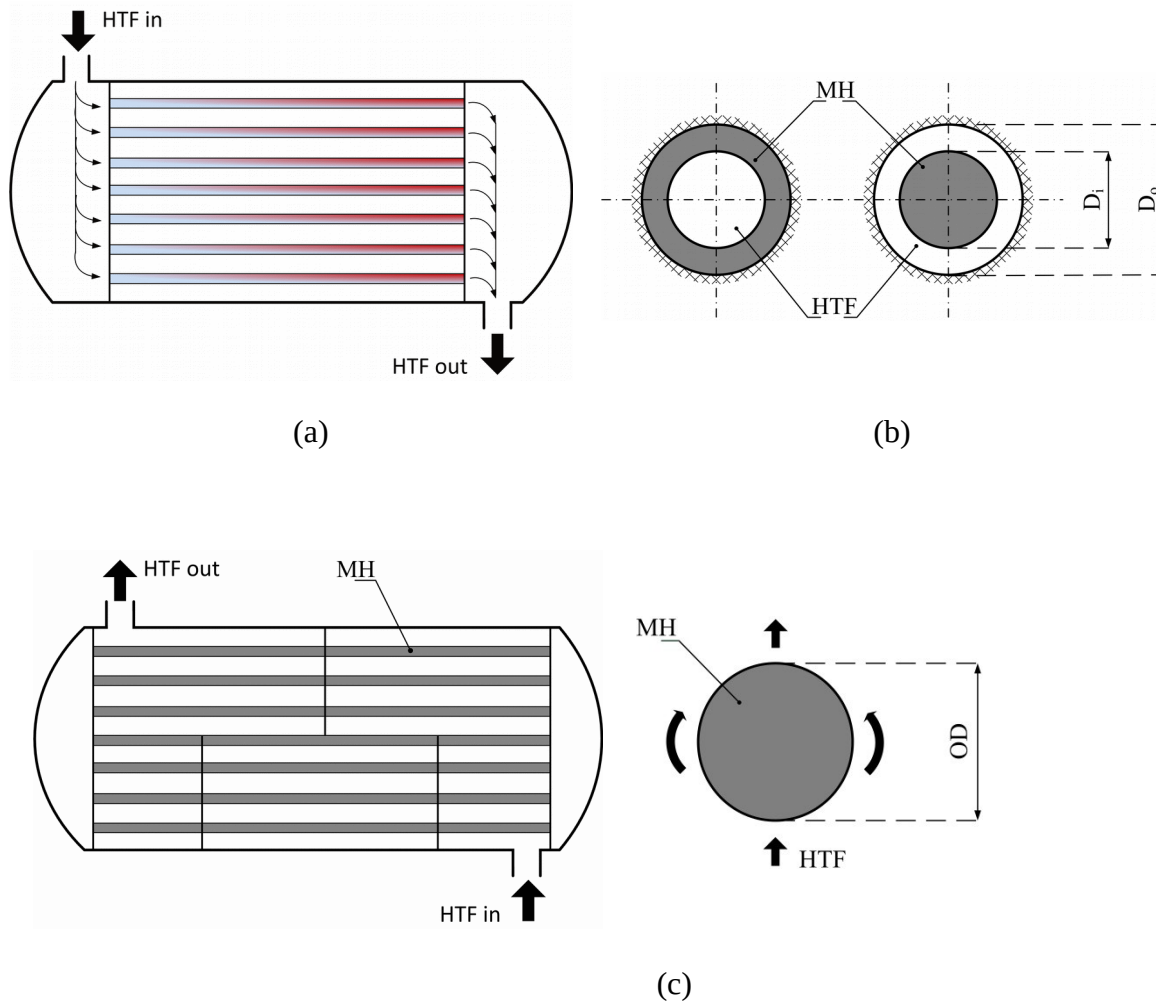 HTF in
HTF out
(a)
MH
HTF
D_i
D_o
(b)
HTF out
MH
HTF in
MH
OD
HTF
(c)